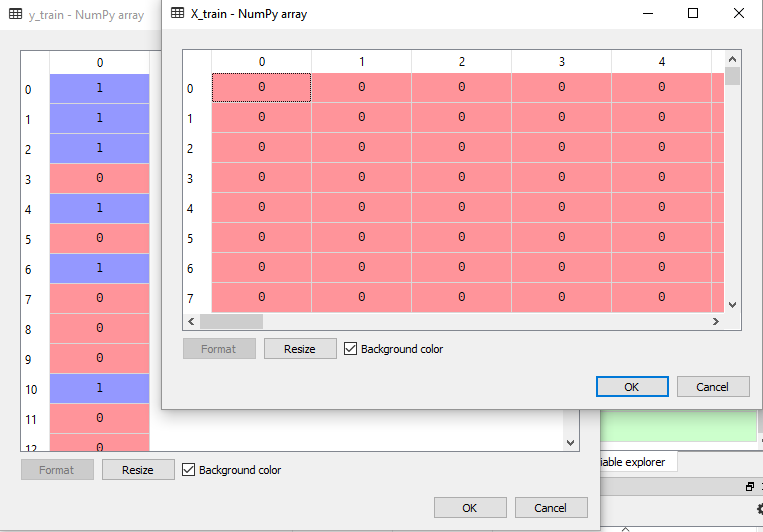 y_train - NumPy array
X_train - NumPy array
0
0 1
1 1
2 1
3 0
4 1
5 0
6 1
7 0
8 0
9 0
10 1
11 0
12 0
Format Resize Background color
OK Cancel
0 1 2 3 4
0 0 0 0 0 0
1 0 0 0 0 0
2 0 0 0 0 0
3 0 0 0 0 0
4 0 0 0 0 0
5 0 0 0 0 0
6 0 0 0 0 0
7 0 0 0 0 0
Format Resize Background color
OK Cancel
iable explorer